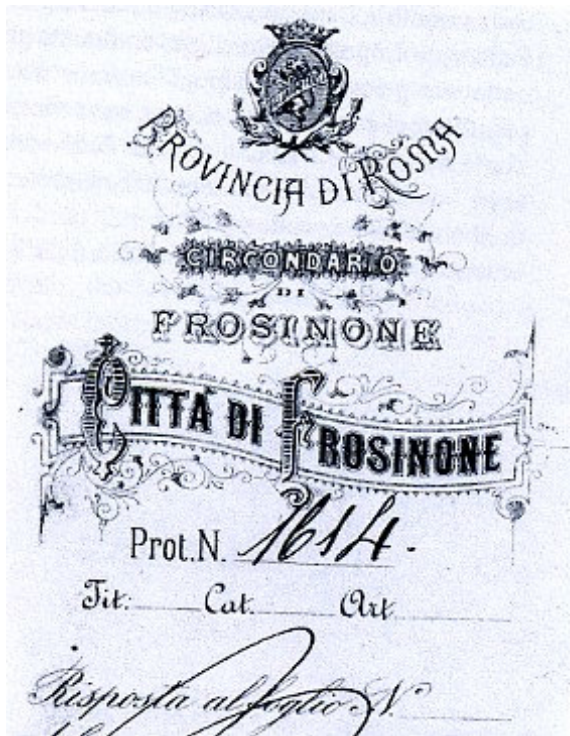 PROVINCIA DI ROMA
CIRCONDARIO
DI
FROSINONE
CITTÀ DI FROSINONE
Prot. N. 1614.
Tit. Cat. Art.
Risposta al foglio N°